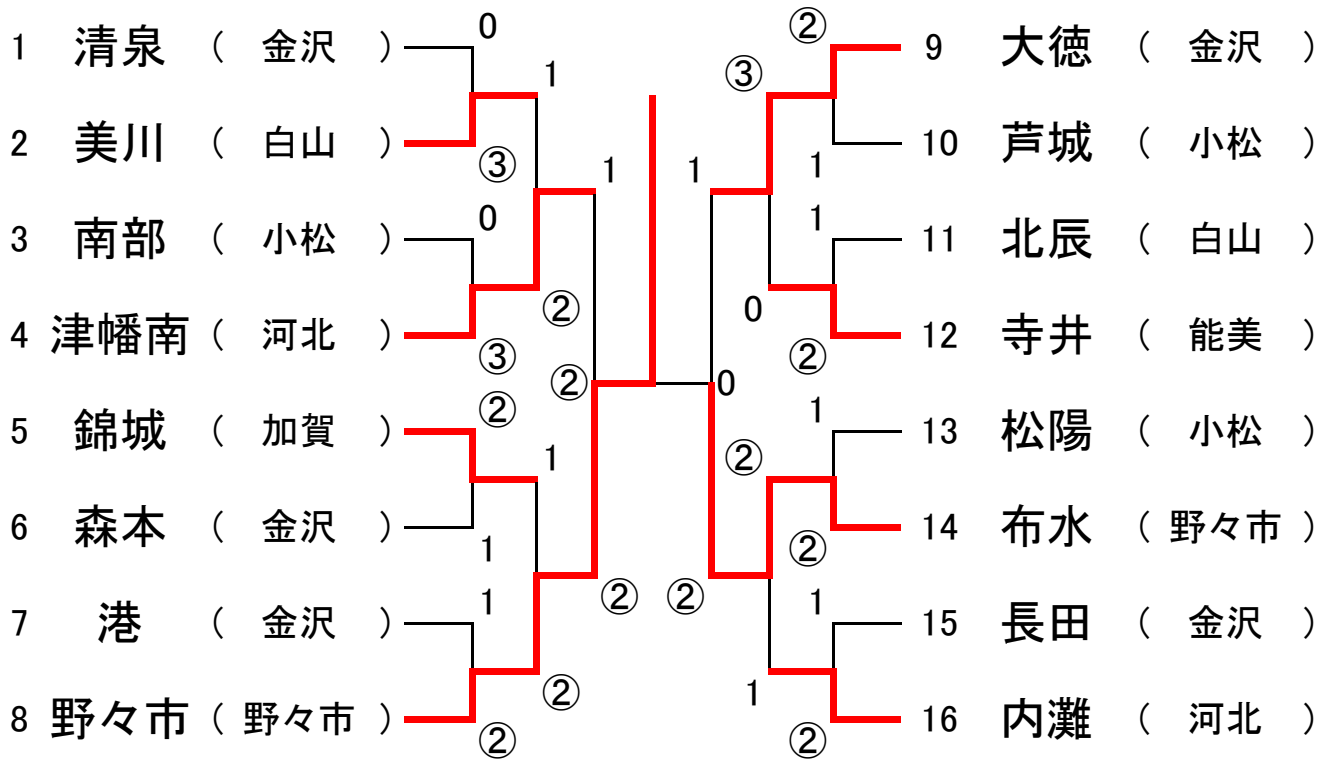 0 ②
1 清泉 ( 金沢 ) 9 大徳 ( 金沢 )
1 ③
2 美川 ( 白山 ) 10 芦城 ( 小松 )
③ 1 1 1
0 1
3 南部 ( 小松 ) 11 北辰 ( 白山 )
② 0
4 津幡南 ( 河北 ) 12 寺井 ( 能美 )
③ ②
② 0
② 1
5 錦城 ( 加賀 ) 13 松陽 ( 小松 )
1 ②
6 森本 ( 金沢 ) 14 布水 ( 野々市 )
1 ②
1 ② ② 1
7 港 ( 金沢 ) 15 長田 ( 金沢 )
② 1
8 野々市 ( 野々市 ) 16 内灘 ( 河北 )
② ②